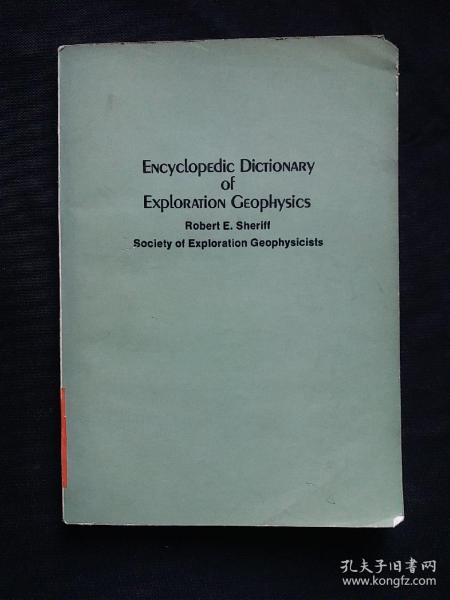 Encyclopedic Dictionary
of
Exploration Geophysics
Robert E. Sheriff
Society of Exploration Geophysicists
孔夫子旧书网
www.kongfz.com